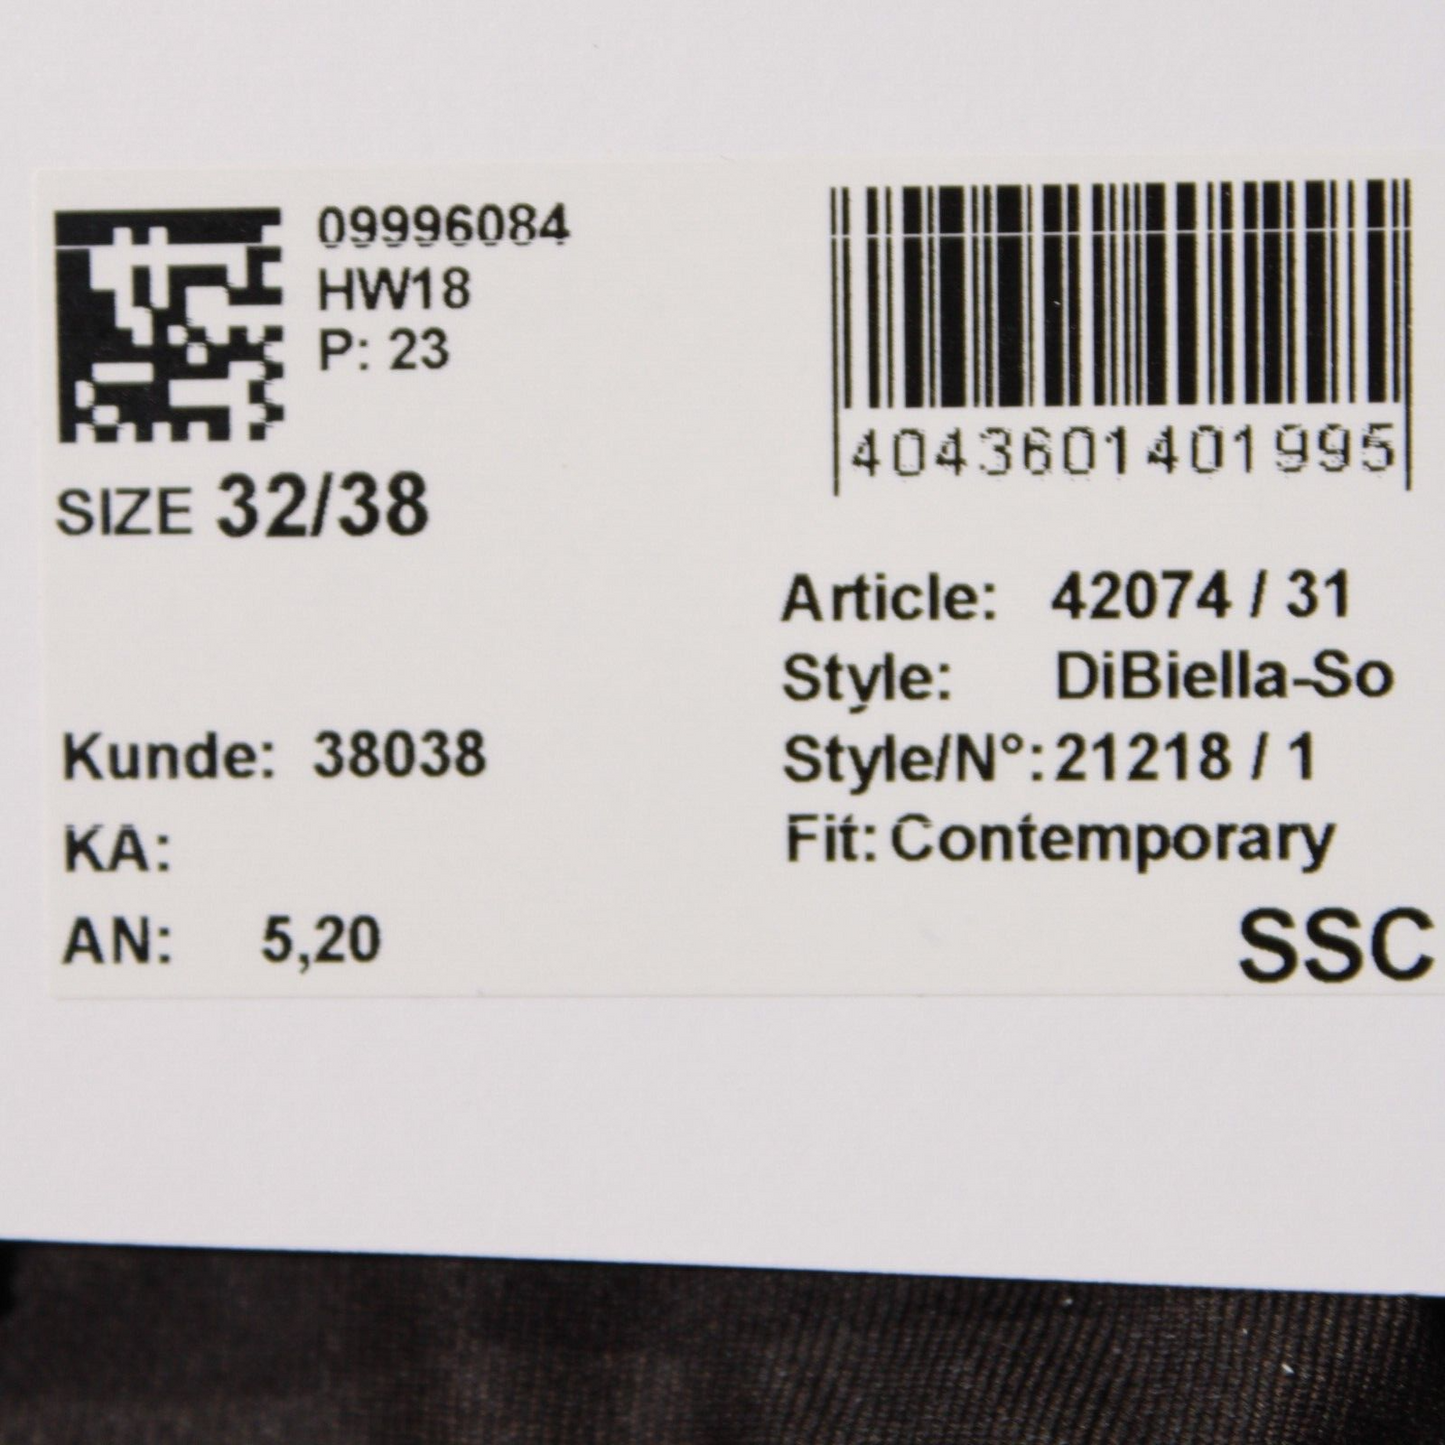 09996084
HW18
P: 23
SIZE 32/38
4043601401995
Article: 42074 / 31
Style: DiBiella-So
Kunde: 38038
Style/N°: 21218 / 1
KA:
Fit: Contemporary
AN: 5,20
SSC